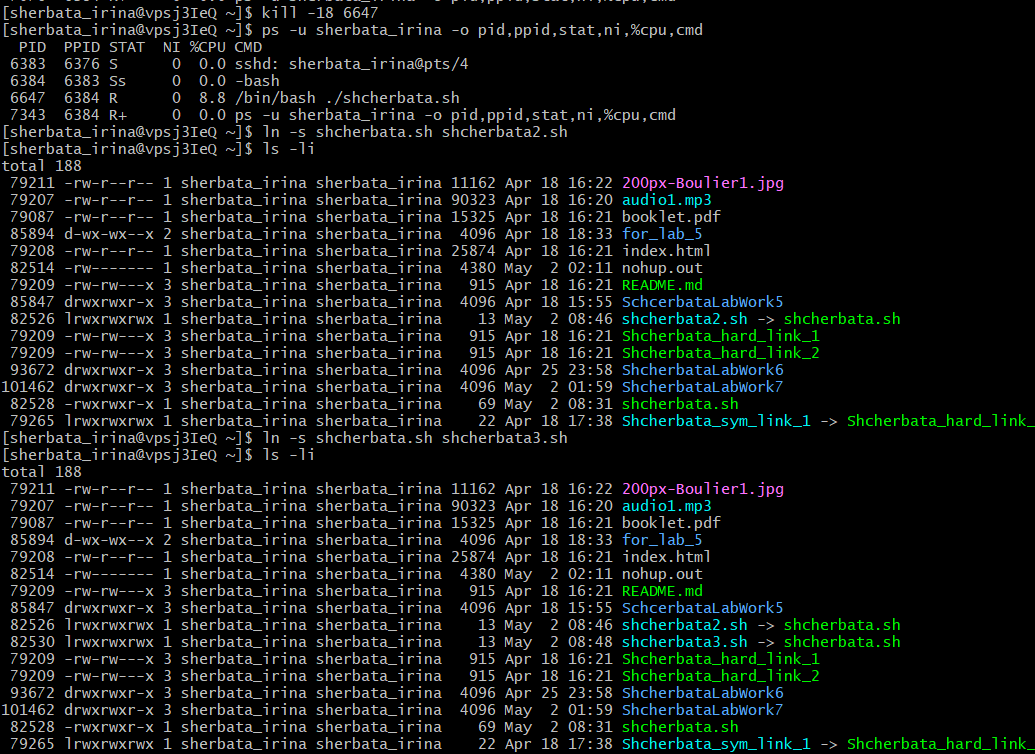 [sherbata_irina@vpsj3IeQ ~]$ kill -18 6647
[sherbata_irina@vpsj3IeQ ~]$ ps -u sherbata_irina -o pid,ppid,stat,ni,%cpu,cmd
PID PPID STAT NI %CPU CMD
6383 6376 S 0 0.0 sshd: sherbata_irina@pts/4
6384 6383 Ss 0 0.0 -bash
6647 6384 R 0 8.8 /bin/bash ./shcherbata.sh
7343 6384 R+ 0 0.0 ps -u sherbata_irina -o pid,ppid,stat,ni,%cpu,cmd
[sherbata_irina@vpsj3IeQ ~]$ ln -s shcherbata.sh shcherbata2.sh
[sherbata_irina@vpsj3IeQ ~]$ ls -li
total 188
79211 -rw-r--r-- 1 sherbata_irina sherbata_irina 11162 Apr 18 16:22 200px-Boulier1.jpg
79207 -rw-r--r-- 1 sherbata_irina sherbata_irina 90323 Apr 18 16:20 audio1.mp3
79087 -rw-r--r-- 1 sherbata_irina sherbata_irina 15325 Apr 18 16:21 booklet.pdf
85894 d-wx-wx--x 2 sherbata_irina sherbata_irina 4096 Apr 18 18:33 for_lab_5
79208 -rw-r--r-- 1 sherbata_irina sherbata_irina 25874 Apr 18 16:21 index.html
82514 -rw------- 1 sherbata_irina sherbata_irina 4380 May 2 02:11 nohup.out
79209 -rw-rw---x 3 sherbata_irina sherbata_irina 915 Apr 18 16:21 README.md
85847 drwxrwxr-x 3 sherbata_irina sherbata_irina 4096 Apr 18 15:55 SchcerbataLabWork5
82526 lrwxrwxrwx 1 sherbata_irina sherbata_irina 13 May 2 08:46 shcherbata2.sh -> shcherbata.sh
79209 -rw-rw---x 3 sherbata_irina sherbata_irina 915 Apr 18 16:21 Shcherbata_hard_link_1
79209 -rw-rw---x 3 sherbata_irina sherbata_irina 915 Apr 18 16:21 Shcherbata_hard_link_2
93672 drwxrwxr-x 3 sherbata_irina sherbata_irina 4096 Apr 25 23:58 ShcherbataLabWork6
101462 drwxrwxr-x 3 sherbata_irina sherbata_irina 4096 May 2 01:59 ShcherbataLabWork7
82528 -rwxrwxr-x 1 sherbata_irina sherbata_irina 69 May 2 08:31 shcherbata.sh
79265 lrwxrwxrwx 1 sherbata_irina sherbata_irina 22 Apr 18 17:38 Shcherbata_sym_link_1 -> Shcherbata_hard_link_
[sherbata_irina@vpsj3IeQ ~]$ ln -s shcherbata.sh shcherbata3.sh
[sherbata_irina@vpsj3IeQ ~]$ ls -li
total 188
79211 -rw-r--r-- 1 sherbata_irina sherbata_irina 11162 Apr 18 16:22 200px-Boulier1.jpg
79207 -rw-r--r-- 1 sherbata_irina sherbata_irina 90323 Apr 18 16:20 audio1.mp3
79087 -rw-r--r-- 1 sherbata_irina sherbata_irina 15325 Apr 18 16:21 booklet.pdf
85894 d-wx-wx--x 2 sherbata_irina sherbata_irina 4096 Apr 18 18:33 for_lab_5
79208 -rw-r--r-- 1 sherbata_irina sherbata_irina 25874 Apr 18 16:21 index.html
82514 -rw------- 1 sherbata_irina sherbata_irina 4380 May 2 02:11 nohup.out
79209 -rw-rw---x 3 sherbata_irina sherbata_irina 915 Apr 18 16:21 README.md
85847 drwxrwxr-x 3 sherbata_irina sherbata_irina 4096 Apr 18 15:55 SchcerbataLabWork5
82526 lrwxrwxrwx 1 sherbata_irina sherbata_irina 13 May 2 08:46 shcherbata2.sh -> shcherbata.sh
82530 lrwxrwxrwx 1 sherbata_irina sherbata_irina 13 May 2 08:48 shcherbata3.sh -> shcherbata.sh
79209 -rw-rw---x 3 sherbata_irina sherbata_irina 915 Apr 18 16:21 Shcherbata_hard_link_1
79209 -rw-rw---x 3 sherbata_irina sherbata_irina 915 Apr 18 16:21 Shcherbata_hard_link_2
93672 drwxrwxr-x 3 sherbata_irina sherbata_irina 4096 Apr 25 23:58 ShcherbataLabWork6
101462 drwxrwxr-x 3 sherbata_irina sherbata_irina 4096 May 2 01:59 ShcherbataLabWork7
82528 -rwxrwxr-x 1 sherbata_irina sherbata_irina 69 May 2 08:31 shcherbata.sh
79265 lrwxrwxrwx 1 sherbata_irina sherbata_irina 22 Apr 18 17:38 Shcherbata_sym_link_1 -> Shcherbata_hard_link